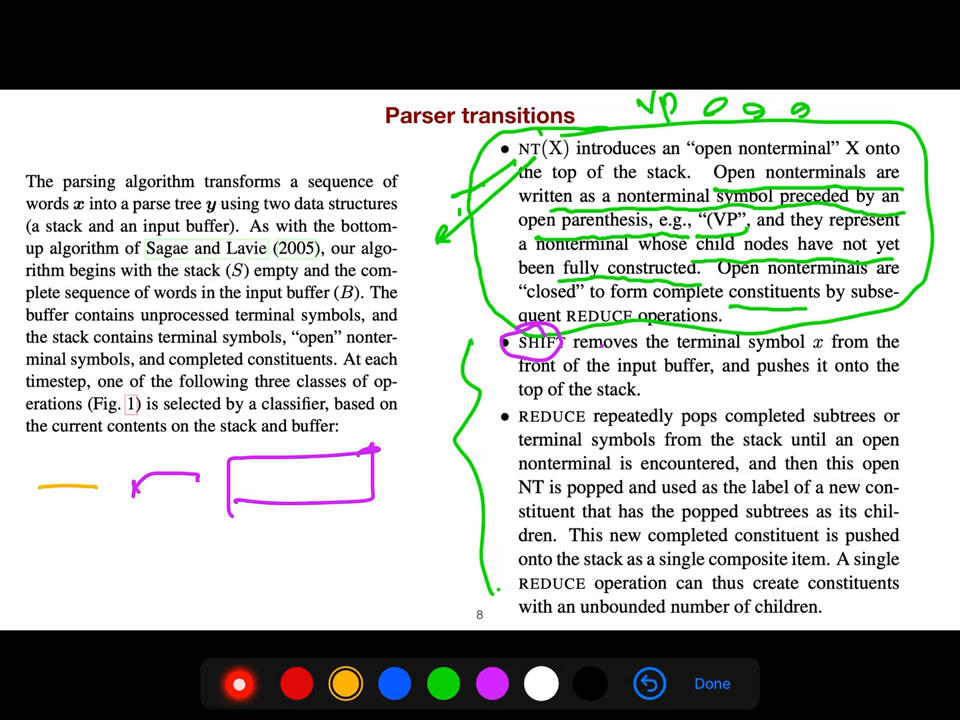 VP
Parser transitions
The parsing algorithm transforms a sequence of
words x into a parse tree y using two data structures
(a stack and an input buffer). As with the bottom-
up algorithm of Sagae and Lavie (2005), our algo-
rithm begins with the stack (S) empty and the com-
plete sequence of words in the input buffer (B). The
buffer contains unprocessed terminal symbols, and
the stack contains terminal symbols, “open” nonter-
minal symbols, and completed constituents. At each
timestep, one of the following three classes of op-
erations (Fig. 1) is selected by a classifier, based on
the current contents on the stack and buffer:
• NT(X) introduces an “open nonterminal” X onto
the top of the stack. Open nonterminals are
written as a nonterminal symbol preceded by an
open parenthesis, e.g., “(VP”, and they represent
a nonterminal whose child nodes have not yet
been fully constructed. Open nonterminals are
“closed” to form complete constituents by subse-
quent REDUCE operations.
• SHIFT removes the terminal symbol x from the
front of the input buffer, and pushes it onto the
top of the stack.
• REDUCE repeatedly pops completed subtrees or
terminal symbols from the stack until an open
nonterminal is encountered, and then this open
NT is popped and used as the label of a new con-
stituent that has the popped subtrees as its chil-
dren. This new completed constituent is pushed
onto the stack as a single composite item. A single
REDUCE operation can thus create constituents
with an unbounded number of children.
8
Done